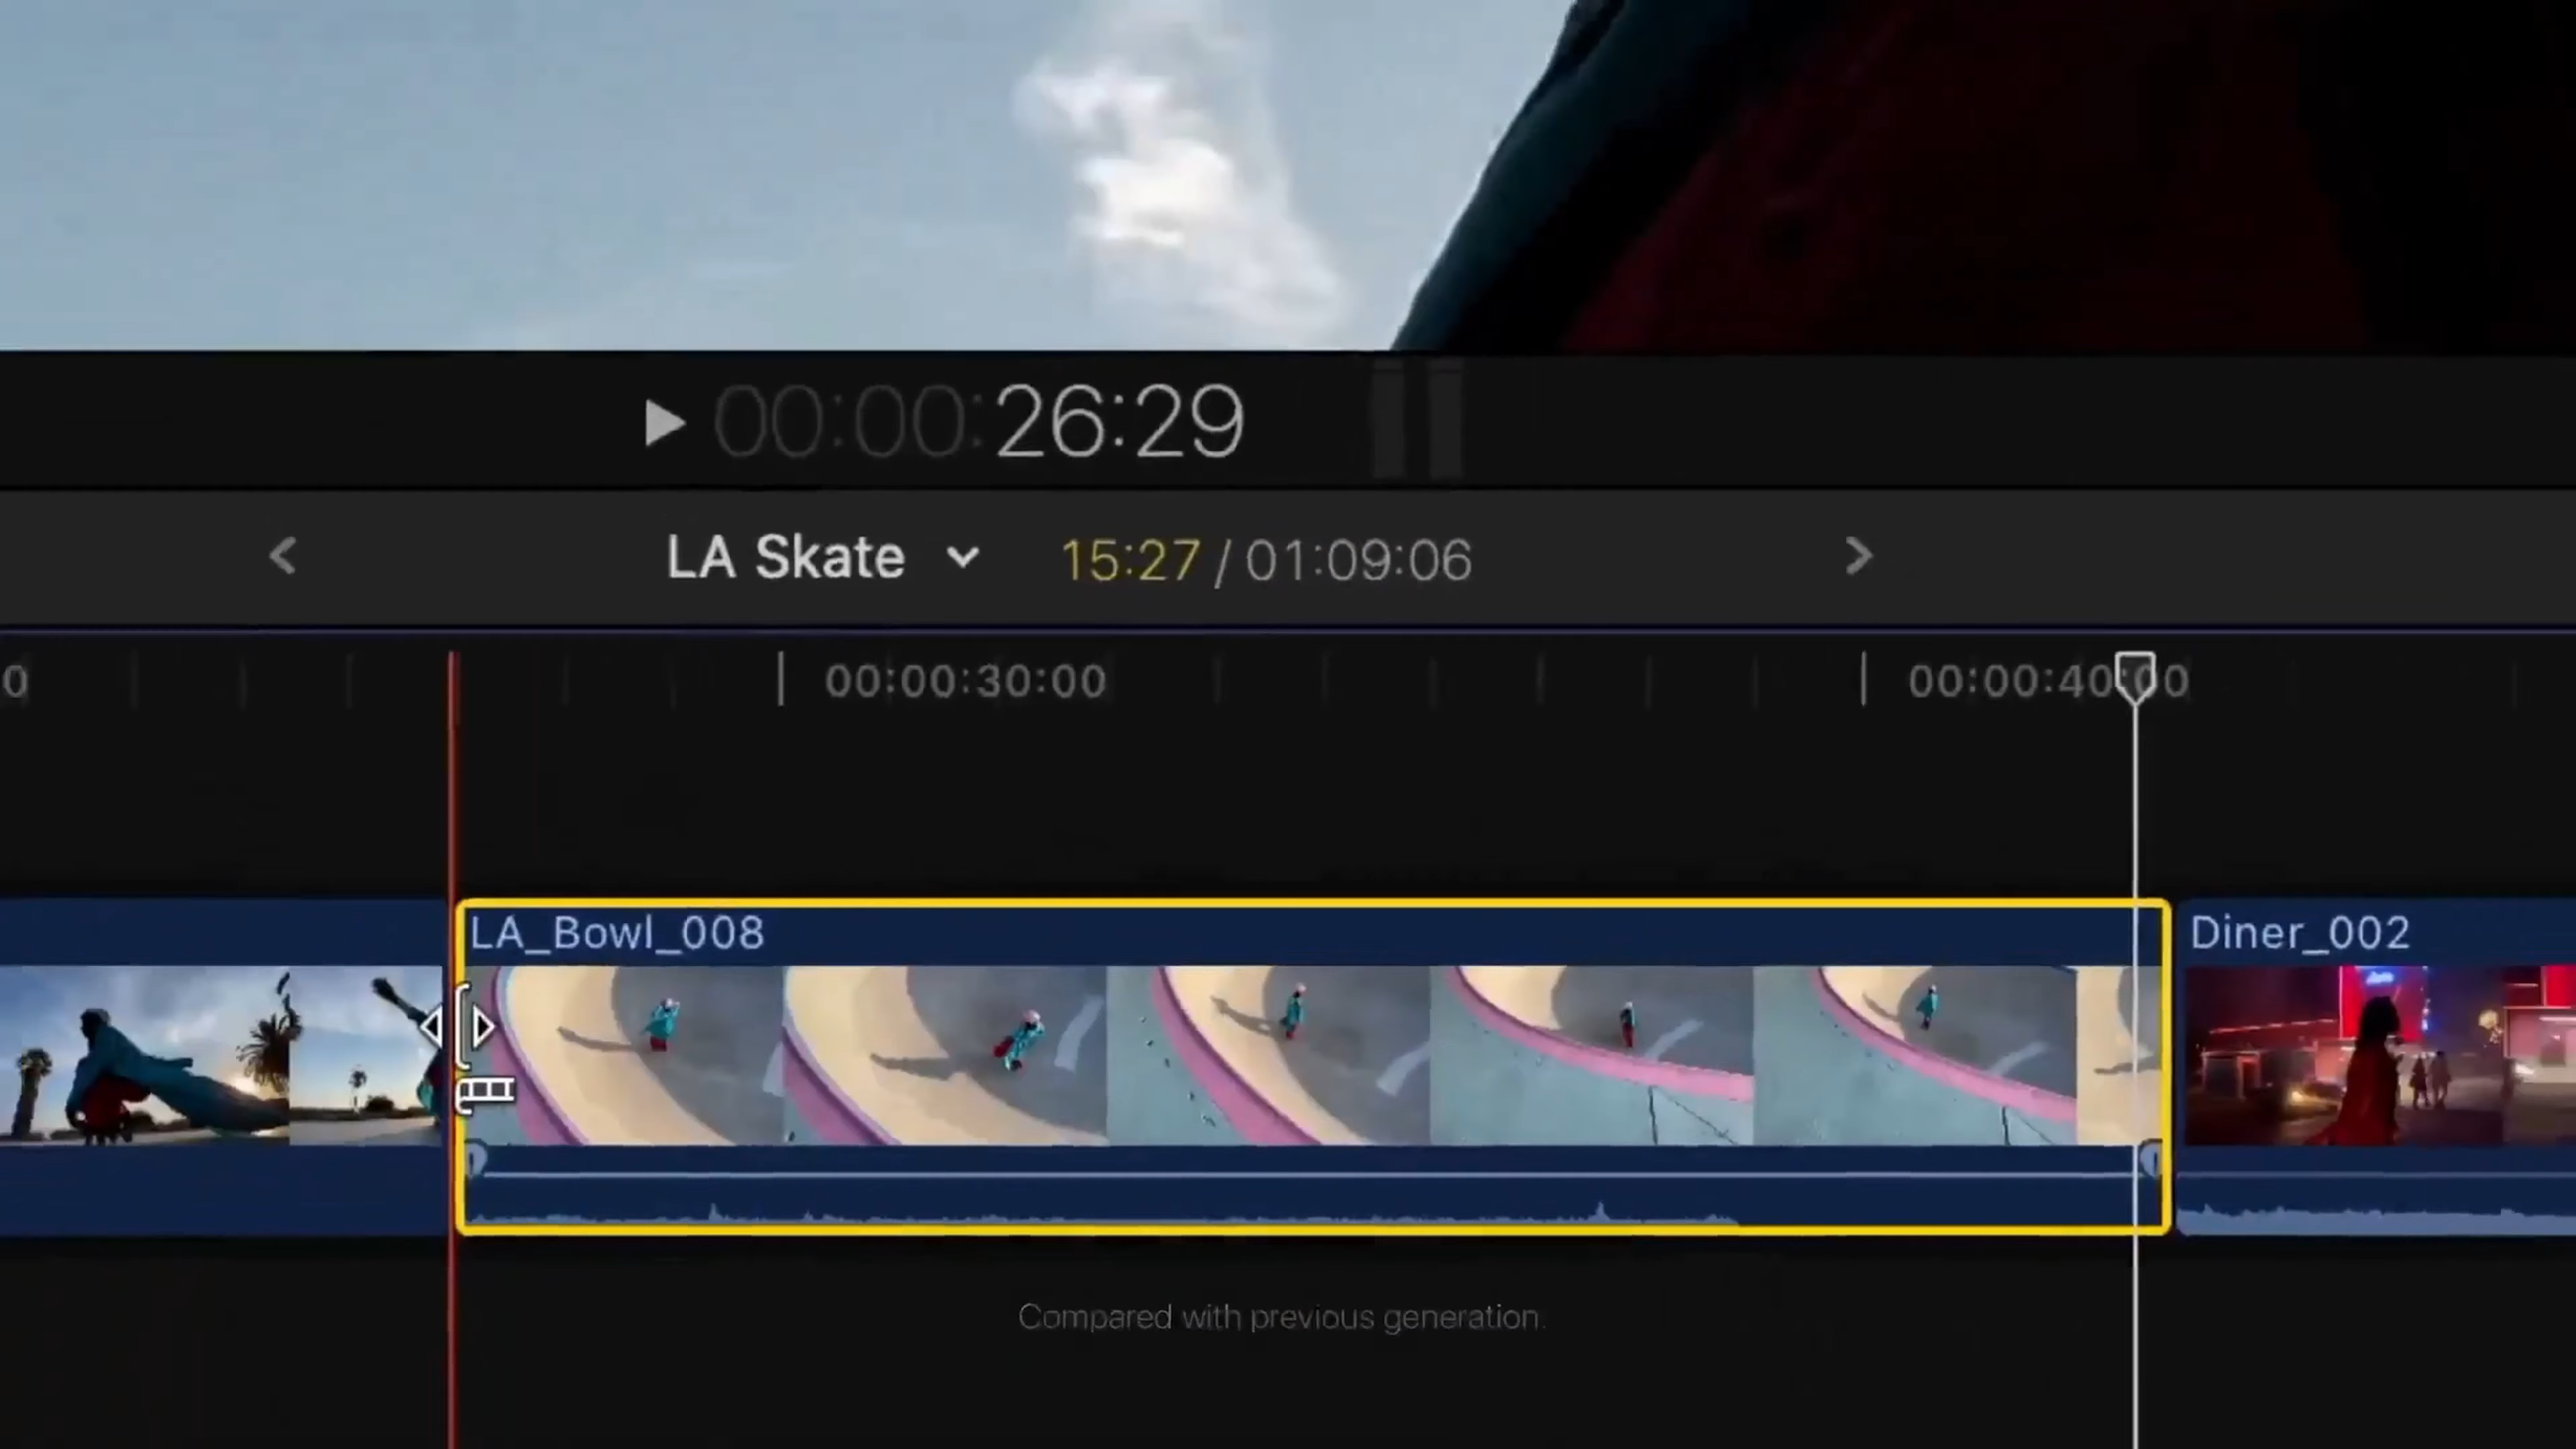 00:00:26:29
LA Skate 15:27 / 01:09:06
0 00:00:30:00 00:00:40:00
LA_Bowl_008 Diner_002
Compared with previous generation.